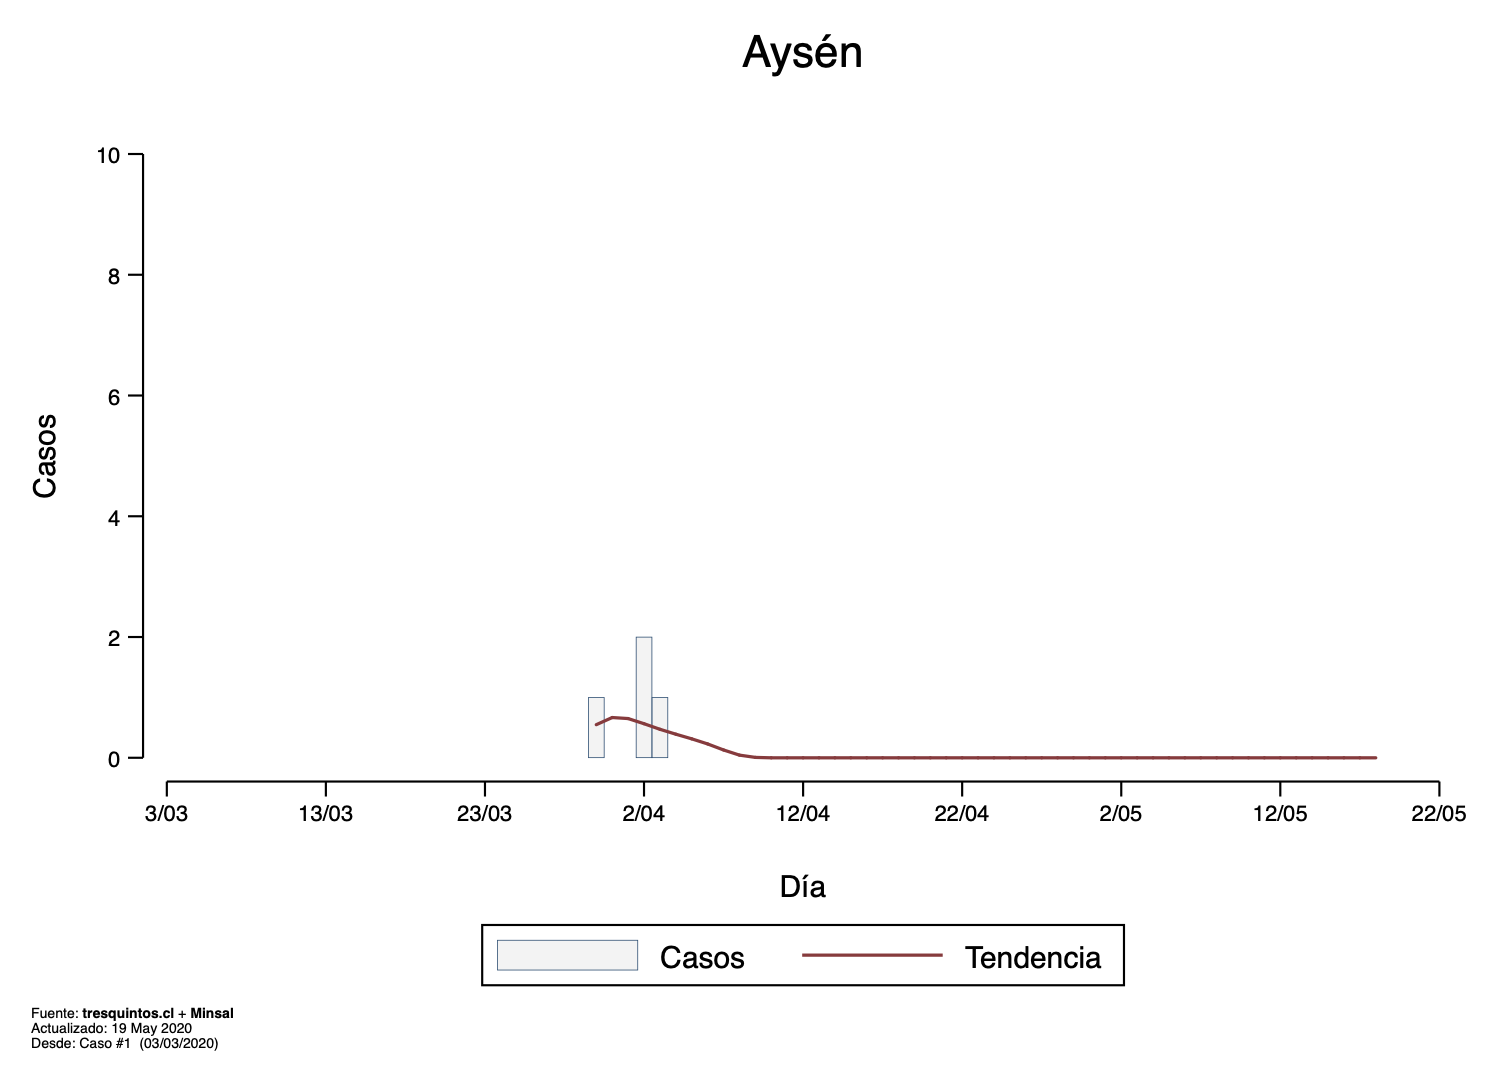 Aysén
10
8
6
4
2
0
Casos
3/03 13/03 23/03 2/04 12/04 22/04 2/05 12/05 22/05
Día
Casos Tendencia
Fuente: tresquintos.cl + Minsal
Actualizado: 19 May 2020
Desde: Caso #1 (03/03/2020)